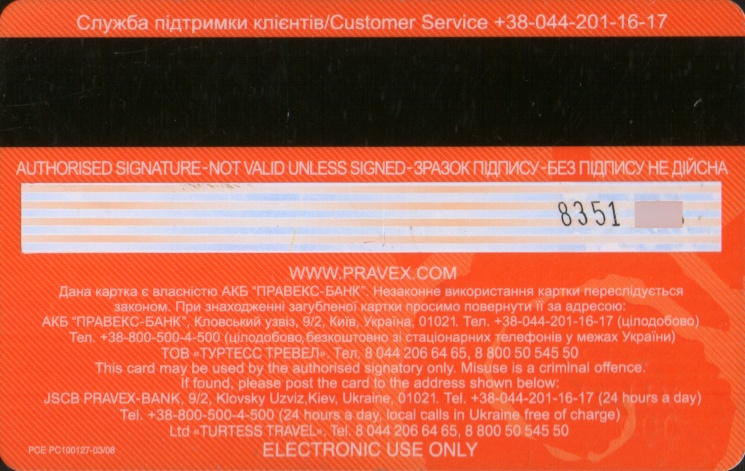 Служба підтримки клієнтів/Customer Service +38-044-201-16-17
AUTHORISED SIGNATURE-NOT VALID UNLESS SIGNED-ЗРАЗОК ПІДПИСУ-БЕЗ ПІДПИСУ НЕ ДІЙСНА
8351
WWW.PRAVEX.COM
Дана картка є власністю АКБ "ПРАВЕКС-БАНК". Незаконне використання картки переслідується
законом. При знаходженні загубленої картки просимо повернути її за адресою:
АКБ "ПРАВЕКС-БАНК", Кловський узвіз, 9/2, Київ, Україна, 01021. Тел. +38-044-201-16-17 (цілодобово)
Тел. +38-800-500-4-500 (цілодобово,безкоштовно зі стаціонарних телефонів у межах України)
ТОВ «ТУРТЕСС ТРЕВЕЛ». Тел. 8 044 206 64 65, 8 800 50 545 50
This card may be used by the authorised signatory only. Misuse is a criminal offence.
If found, please post the card to the address shown below:
JSCB PRAVEX-BANK, 9/2, Klovsky Uzviz,Kiev, Ukraine, 01021. Tel. +38-044-201-16-17 (24 hours a day)
Tel. +38-800-500-4-500 (24 hours a day, local calls in Ukraine free of charge)
Ltd «TURTESS TRAVEL». Tel. 8 044 206 64 65, 8 800 50 545 50
PCE PC100127-03/08
ELECTRONIC USE ONLY